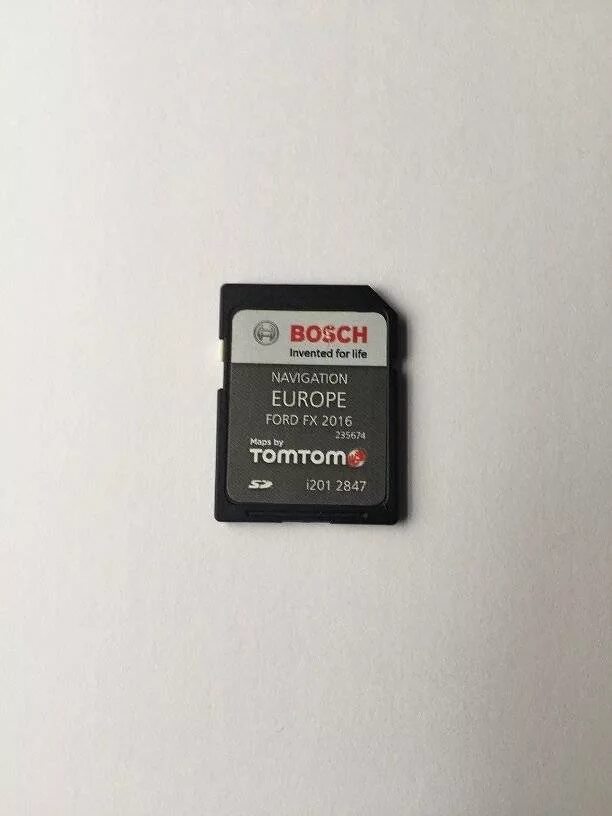 BOSCH
Invented for life
NAVIGATION
EUROPE
FORD FX 2016
235674
Maps by
TOMTOM
SD
i201 2847